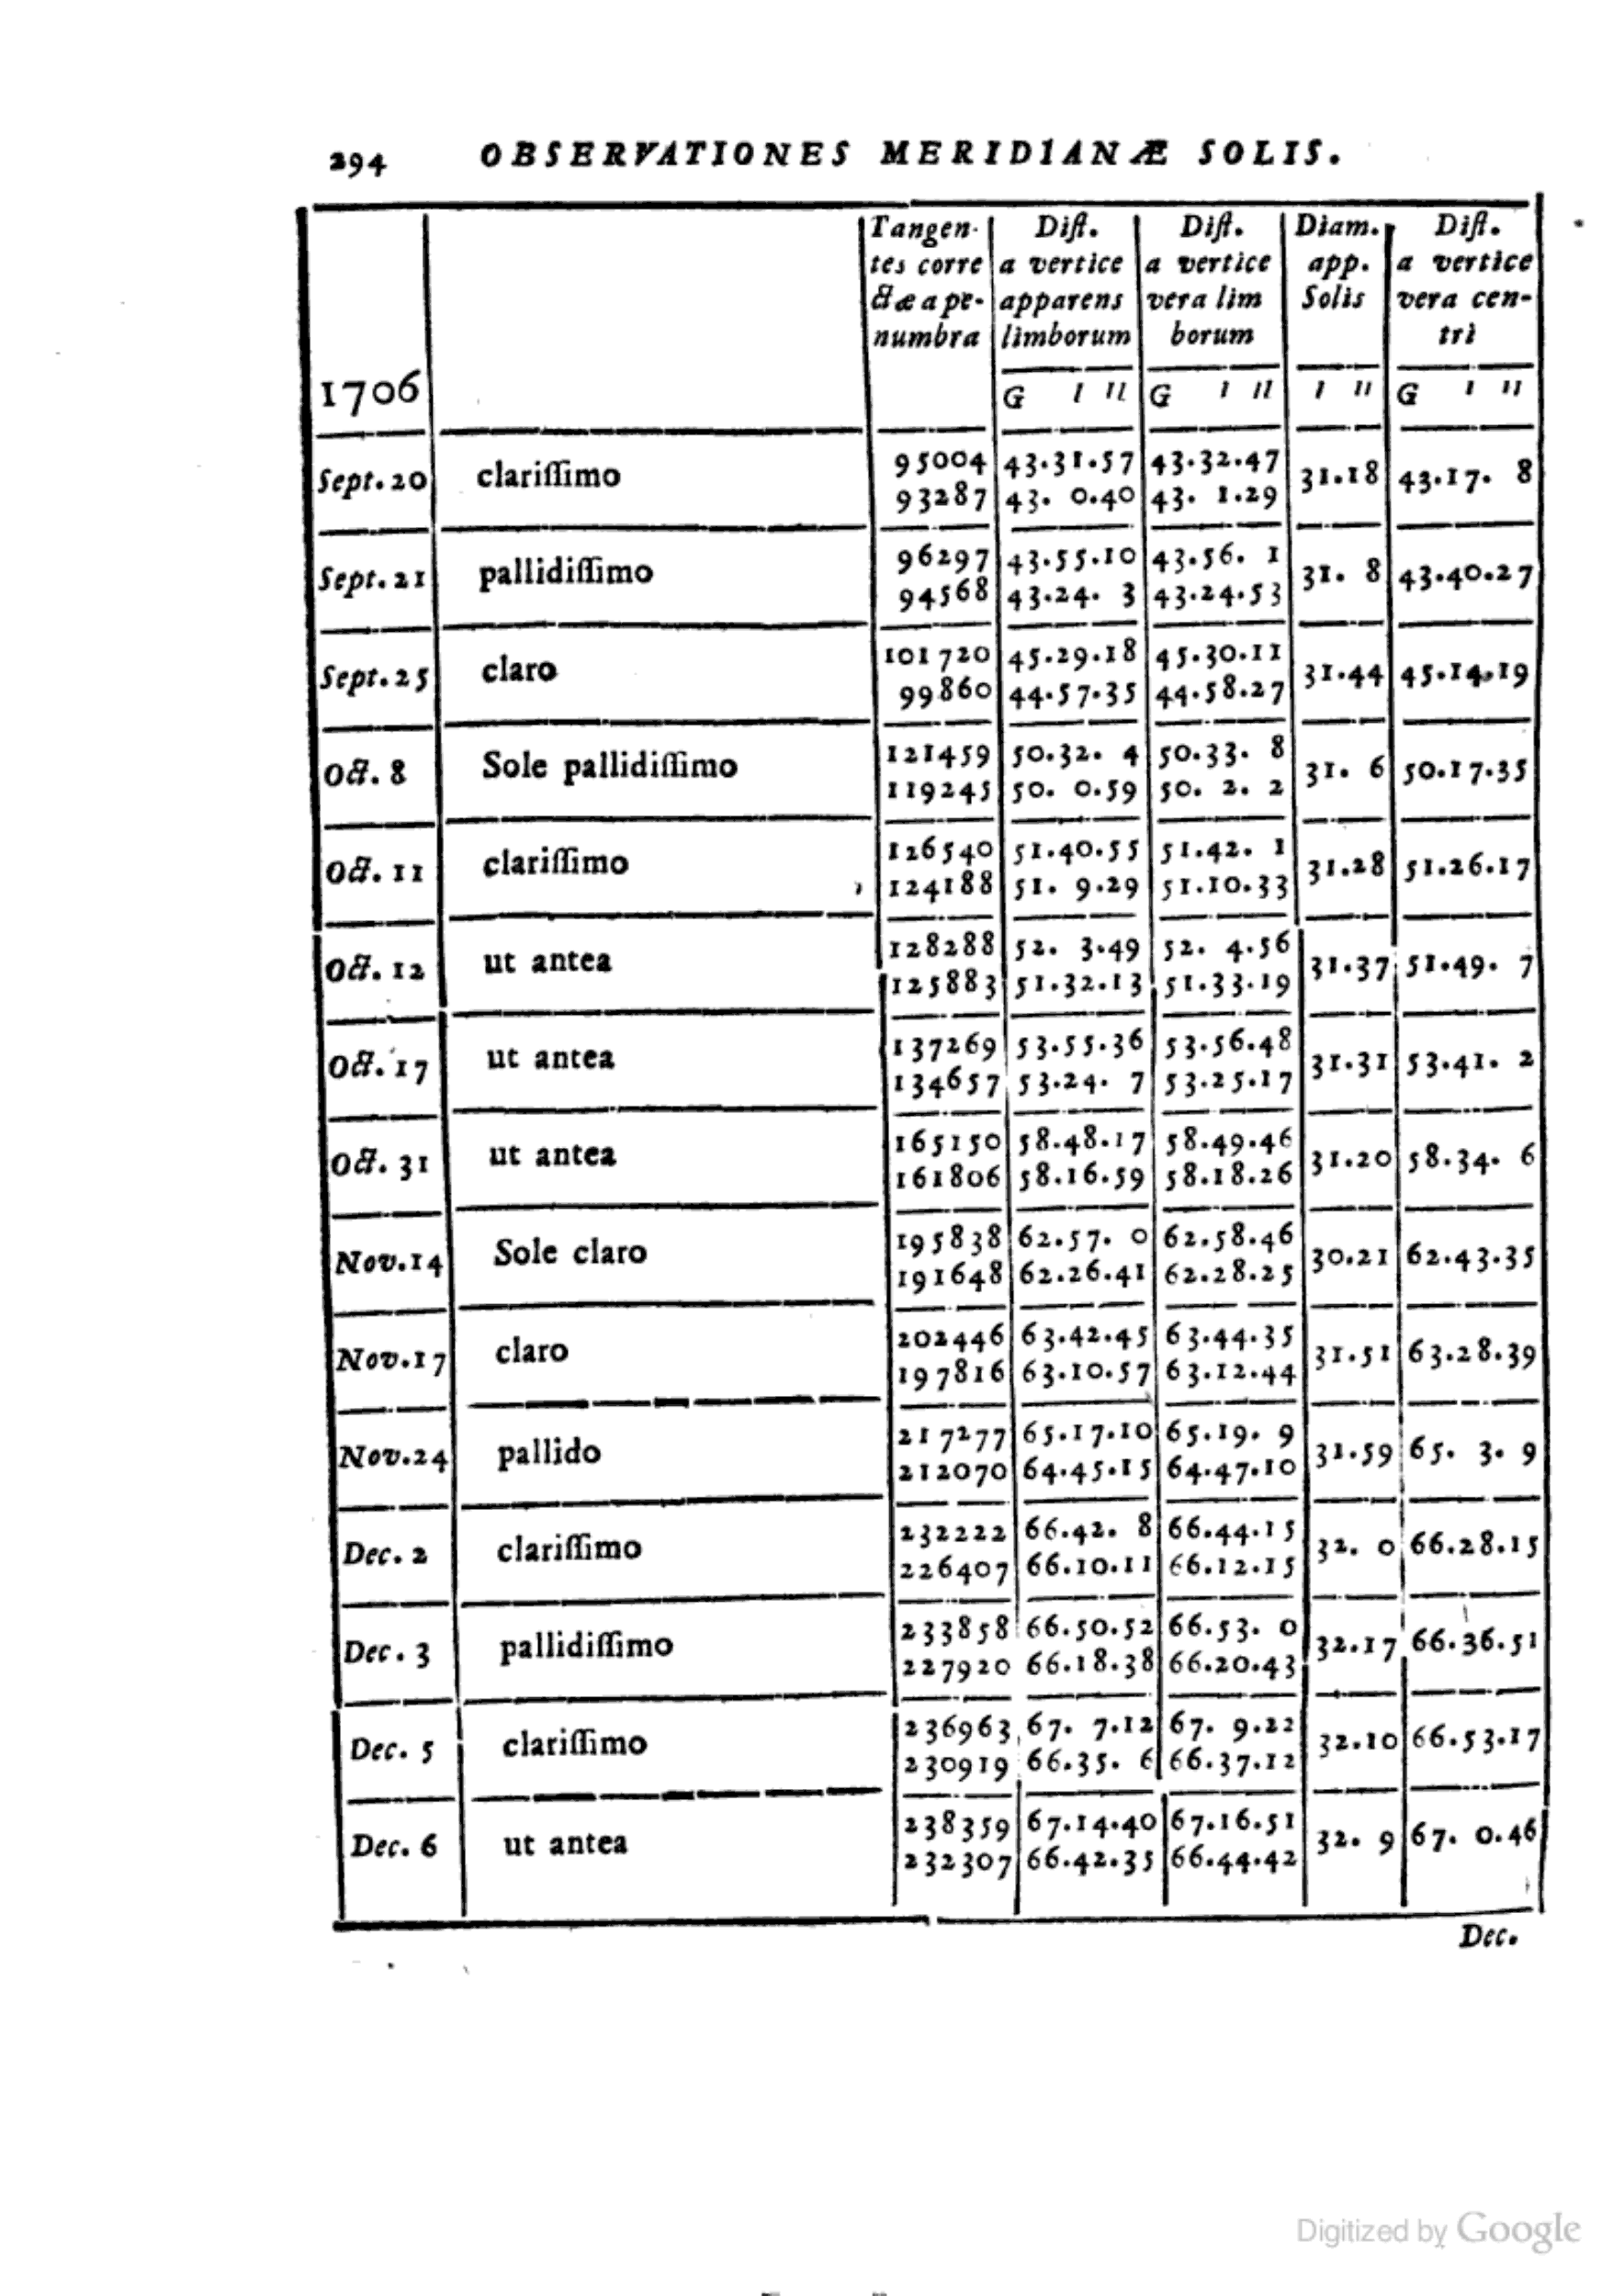 294 OBSERVATIONES MERIDIANÆ SOLIS.
Tangen- Diſt. Diſt. Diam. Diſt.
tes corre a vertice a vertice app. a vertice
ctæ a pe- apparens vera lim Solis vera cen-
numbra limborum borum tri
1706 G ı ıı G ı ıı ı ıı G ı ıı
95004 43.31.57 43.32.47
Sept. 20 clariſſimo 31.18 43.17. 8
93287 43. 0.40 43. 1.29
96297 43.55.10 43.56. 1
Sept. 21 pallidiſſimo 31. 8 43.40.27
94568 43.24. 3 43.24.53
101720 45.29.18 45.30.11
Sept. 25 claro 31.44 45.14.19
99860 44.57.35 44.58.27
121459 50.32. 4 50.33. 8
Oct. 8 Sole pallidiſſimo 31. 6 50.17.35
119245 50. 0.59 50. 2. 2
126540 51.40.55 51.42. 1
Oct. 11 clariſſimo 31.28 51.26.17
124188 51. 9.29 51.10.33
128288 52. 3.49 52. 4.56
Oct. 12 ut antea 31.37 51.49. 7
125883 51.32.13 51.33.19
137269 53.55.36 53.56.48
Oct. 17 ut antea 31.31 53.41. 2
134657 53.24. 7 53.25.17
165150 58.48.17 58.49.46
Oct. 31 ut antea 31.20 58.34. 6
161806 58.16.59 58.18.26
195838 62.57. 0 62.58.46
Nov. 14 Sole claro 30.21 62.43.35
191648 62.26.41 62.28.25
202446 63.42.45 63.44.35
Nov. 17 claro 31.51 63.28.39
197816 63.10.57 63.12.44
217277 65.17.10 65.19. 9
Nov. 24 pallido 31.59 65. 3. 9
212070 64.45.15 64.47.10
232222 66.42. 8 66.44.15
Dec. 2 clariſſimo 32. 0 66.28.15
226407 66.10.11 66.12.15
233858 66.50.52 66.53. 0
Dec. 3 pallidiſſimo 32.17 66.36.51
227920 66.18.38 66.20.43
236963 67. 7.12 67. 9.22
Dec. 5 clariſſimo 32.10 66.53.17
230919 66.35. 6 66.37.12
238359 67.14.40 67.16.51
Dec. 6 ut antea 32. 9 67. 0.46
232307 66.42.35 66.44.42
Dec.
Digitized by Google